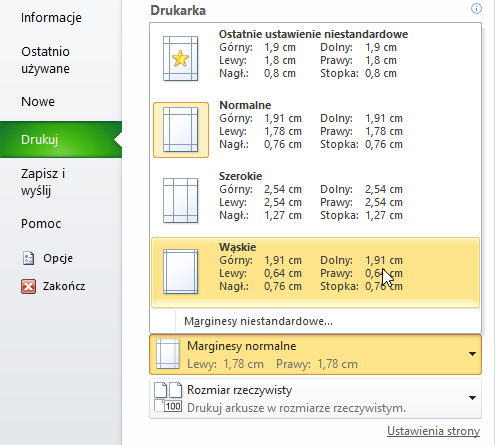 Informacje
Ostatnio
używane
Nowe
Drukuj
Zapisz i
wyślij
Pomoc
Opcje
Zakończ
Drukarka
Ostatnie ustawienie niestandardowe
Górny: 1,9 cm Dolny: 1,9 cm
Lewy: 1,8 cm Prawy: 1,8 cm
Nagł.: 0,8 cm Stopka: 0,8 cm
Normalne
Górny: 1,91 cm Dolny: 1,91 cm
Lewy: 1,78 cm Prawy: 1,78 cm
Nagł.: 0,76 cm Stopka: 0,76 cm
Szerokie
Górny: 2,54 cm Dolny: 2,54 cm
Lewy: 2,54 cm Prawy: 2,54 cm
Nagł.: 1,27 cm Stopka: 1,27 cm
Wąskie
Górny: 1,91 cm Dolny: 1,91 cm
Lewy: 0,64 cm Prawy: 0,64 cm
Nagł.: 0,76 cm Stopka: 0,76 cm
Marginesy niestandardowe...
Marginesy normalne
Lewy: 1,78 cm Prawy: 1,78 cm
Rozmiar rzeczywisty
100 Drukuj arkusze w rozmiarze rzeczywistym.
Ustawienia strony